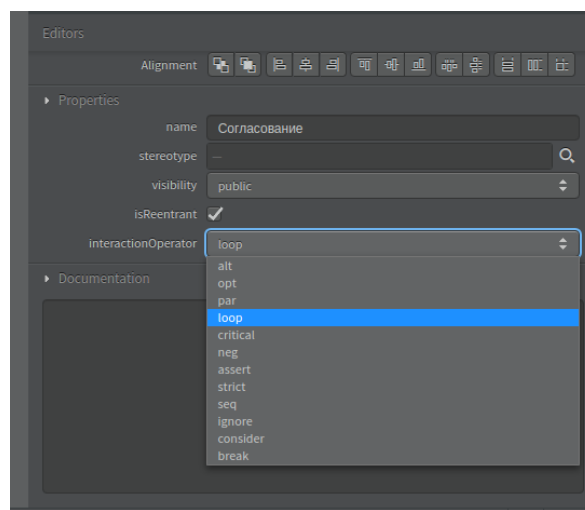 Editors
Alignment
Properties
name Согласование
stereotype —
visibility public
isReentrant
interactionOperator loop
Documentation
alt
opt
par
loop
critical
neg
assert
strict
seq
ignore
consider
break